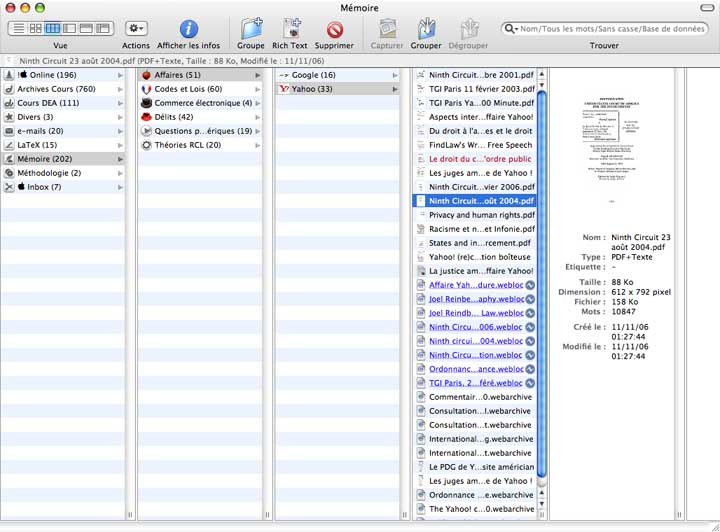 Mémoire
Vue
Actions
Afficher les infos
Groupe
Rich Text
Supprimer
Capturer
Grouper
Dégrouper
Nom/Tous les mots/Sans casse/Base de données
Trouver
Ninth Circuit 23 août 2004.pdf (PDF+Texte, Taille : 88 Ko, Modifié le : 11/11/06)
! Online (196)
Archives Cours (760)
Cours DEA (111)
Divers (3)
e-mails (20)
LaTeX (15)
Mémoire (202)
Méthodologie (2)
Inbox (7)
Affaires (51)
Codes et Lois (60)
Commerce électronique (4)
Délits (42)
Questions p...ériques (19)
Théories RCL (20)
Google (16)
Yahoo (33)
Ninth Circuit...bre 2001.pdf
TGI 11 février 2003.pdf
TGI Paris Ya...00 Minute.pdf
Aspects inter...ffaire Yahoo!
Du droit à l'a...es et le droit
FindLaw's Wr... Free Speech
Le droit du c...'ordre public
Les juges am...e de Yahoo !
Ninth Circuit...vier 2006.pdf
Ninth Circuit...oût 2004.pdf
Privacy and human rights.pdf
Racisme et n...et Infonie.pdf
States and in...rcement.pdf
Yahoo! (re)c...tion boîteuse
La justice am...ffaire Yahoo!
Affaire Yah...dure.webloc
Joel Reinbe...aphy.webloc
Joel Reindb... Law.webloc
Ninth Circu...006.webloc
Ninth circui...004.webloc
Ninth Circu...tion.webloc
Ordonnanc...ance.webloc
TGI Paris, 2...féré.webloc
Commentair...0.webarchive
Consultation...l.webarchive
Consultation...t.webarchive
International...g.webarchive
International...t.webarchive
Le PDG de Y...site américian
Les juges am...e de Yahoo !
Ordonnance ...e.webarchive
The Yahoo! c...0.webarchive
Nom : Ninth Circuit 23
août 2004.pdf
Type : PDF+Texte
Etiquette : –
Taille : 88 Ko
Dimension : 612 x 792 pixel
Fichier : 158 Ko
Mots : 10847
Créé le : 11/11/06
01:27:44
Modifié le : 11/11/06
01:27:44